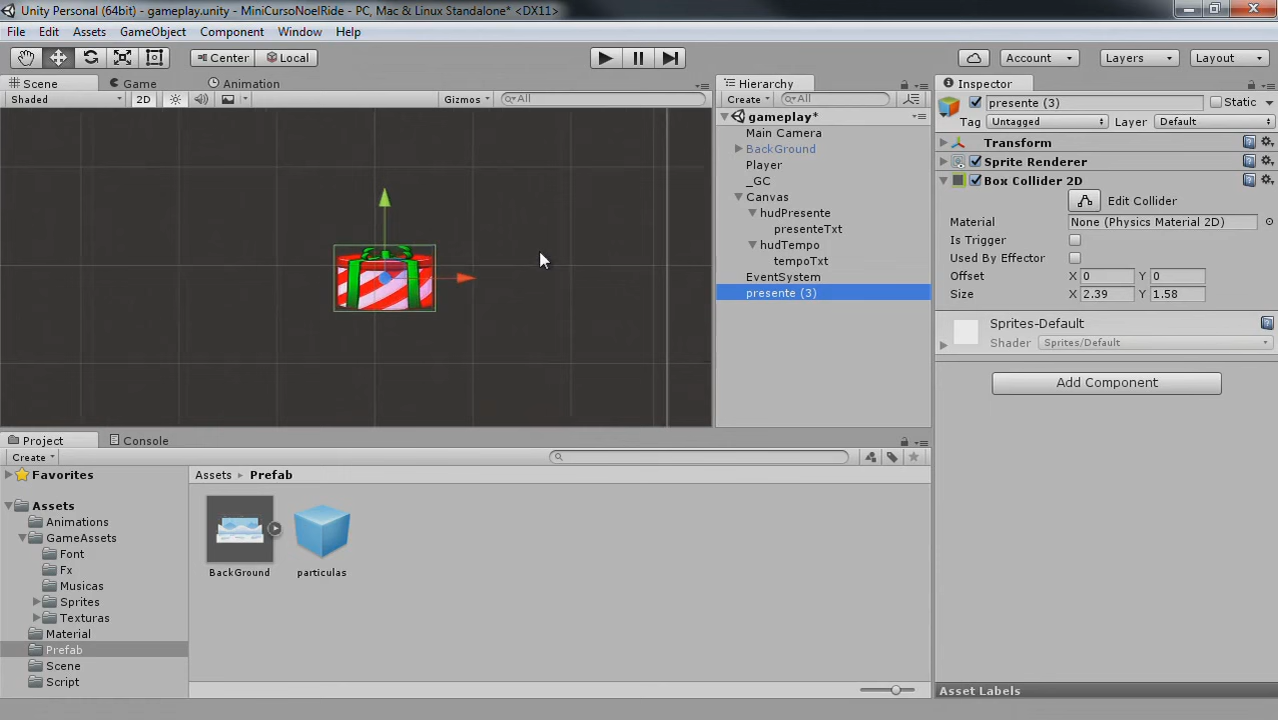 Unity Personal (64bit) - gameplay.unity - MiniCursoNoelRide - PC, Mac & Linux Standalone* <DX11>
File Edit Assets GameObject Component Window Help
Center Local Account Layers Layout
Scene Game Animation Hierarchy Inspector
Shaded 2D Gizmos All Create All presente (3) Static
gameplay* Tag Untagged Layer Default
Main Camera
BackGround
Player
_GC
Canvas
hudPresente
presenteTxt
hudTempo
tempoTxt
EventSystem
presente (3)
Transform
Sprite Renderer
Box Collider 2D
Edit Collider
Material None (Physics Material 2D)
Is Trigger
Used By Effector
Offset X 0 Y 0
Size X 2.39 Y 1.58
Sprites-Default
Shader Sprites/Default
Add Component
Project Console
Create
Favorites
Assets
Animations
GameAssets
Font
Fx
Musicas
Sprites
Texturas
Material
Prefab
Scene
Script
Assets Prefab
BackGround particulas
Asset Labels